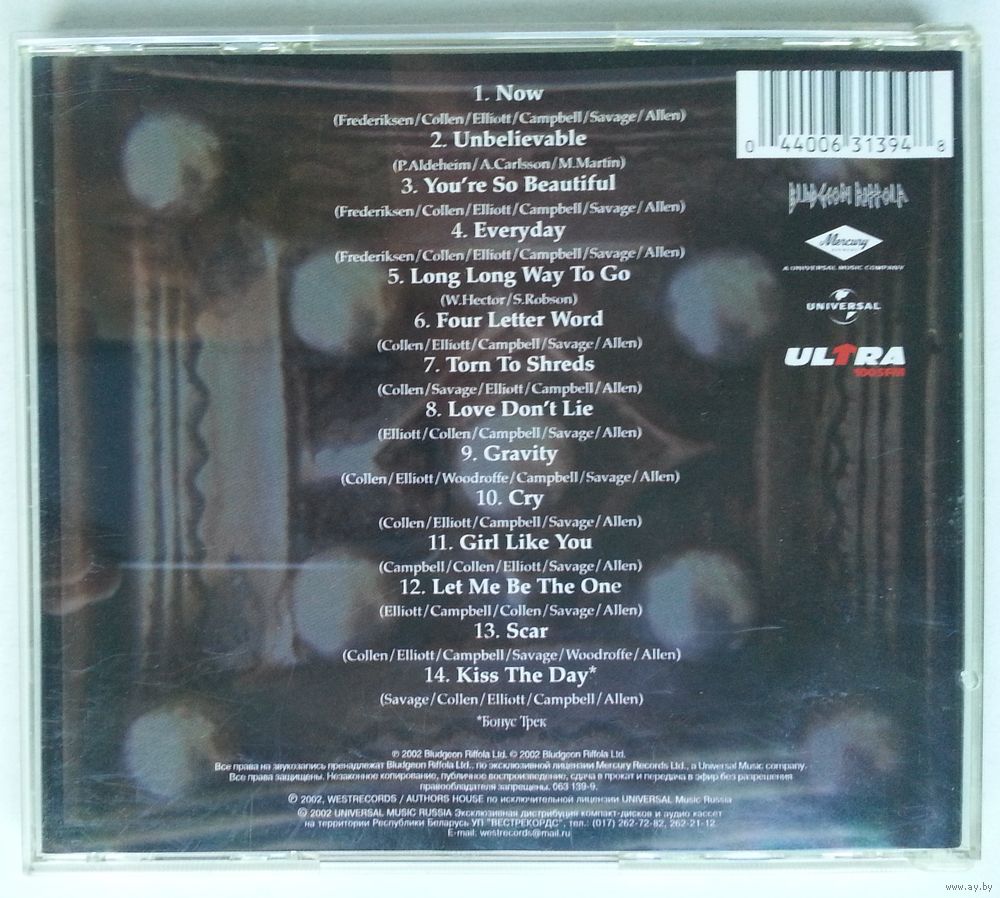 1. Now
(Frederiksen/Collen/Elliott/Campbell/Savage/Allen)
2. Unbelievable
(P.Aldeheim/A.Carlsson/M.Martin)
3. You're So Beautiful
(Frederiksen/Collen/Elliott/Campbell/Savage/Allen)
4. Everyday
(Frederiksen/Collen/Elliott/Campbell/Savage/Allen)
5. Long Long Way To Go
(W.Hector/S.Robson)
6. Four Letter Word
(Collen/Elliott/Campbell/Savage/Allen)
7. Torn To Shreds
(Collen/Savage/Elliott/Campbell/Allen)
8. Love Don't Lie
(Elliott/Collen/Campbell/Savage/Allen)
9. Gravity
(Collen/Elliott/Woodroffe/Campbell/Savage/Allen)
10. Cry
(Collen/Elliott/Campbell/Savage/Allen)
11. Girl Like You
(Campbell/Collen/Elliott/Savage/Allen)
12. Let Me Be The One
(Elliott/Campbell/Collen/Savage/Allen)
13. Scar
(Collen/Elliott/Campbell/Savage/Woodroffe/Allen)
14. Kiss The Day*
(Savage/Collen/Elliott/Campbell/Allen)
*Бонус Трек
0 44006 31394 8
BLUDGEON RIFFOLA
Mercury
A UNIVERSAL MUSIC COMPANY
UNIVERSAL
ULTRA
100.5 FM
℗ 2002 Bludgeon Riffola Ltd. © 2002 Bludgeon Riffola Ltd.
Все права на звукозапись пренадлежат Bludgeon Riffola Ltd., по эксклюзивной лицензии Mercury Records Ltd., a Universal Music company.
Все права защищены. Незаконное копирование, публичное воспроизведение, сдача в прокат и передача в эфир без разрешения
правообладателя запрещены. 063 139-9.
℗ 2002, WESTRECORDS / AUTHORS HOUSE по исключительной лицензии UNIVERSAL Music Russia
© 2002 UNIVERSAL MUSIC RUSSIA Эксклюзивная дистрибуция компакт-дисков и аудио кассет
на территории Республики Беларусь УП "ВЕСТРЕКОРДС", тел.: (017) 262-72-82, 262-21-12.
E-mail: westrecords@mail.ru
www.ay.by